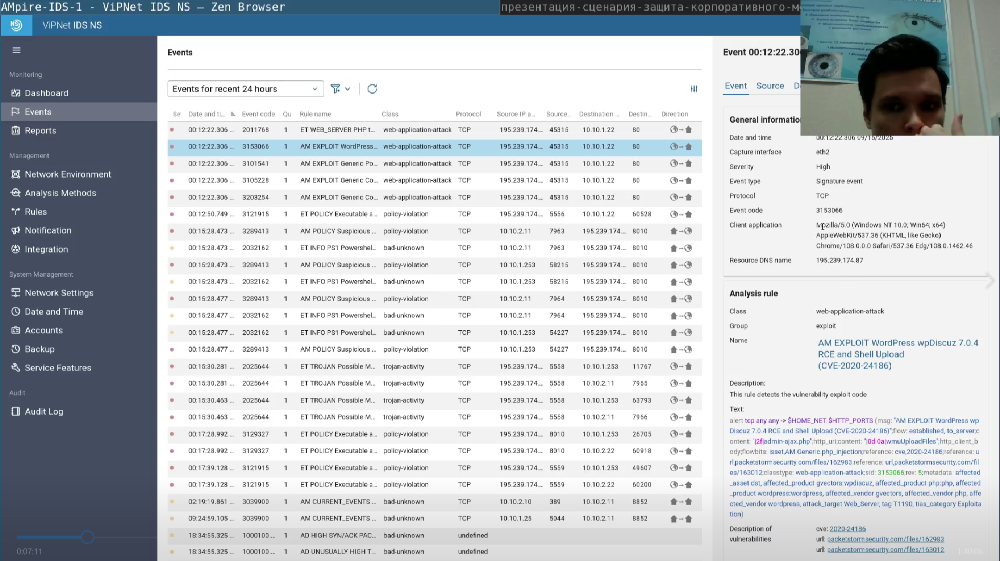 AMpire-IDS-1 - ViPNet IDS NS — Zen Browser
презентация-сценария-защита-корпоративного-м
ViPNet IDS NS
Monitoring
Dashboard
Events
Reports
Management
Network Environment
Analysis Methods
Rules
Notification
Integration
System Management
Network Settings
Date and Time
Accounts
Backup
Service Features
Audit
Audit Log
0:07:11
Events
Events for recent 24 hours
Se Date and ti... Event code Qu Rule name Class Protocol Source IP a... Source... Destination ... Destin... Direction
00:12:22.306 ... 2011768 1 ET WEB_SERVER PHP t... web-application-attack TCP 195.239.174.... 45315 10.10.1.22 80
00:12:22.306 ... 3153066 1 AM EXPLOIT WordPress... web-application-attack TCP 195.239.174.... 45315 10.10.1.22 80
00:12:22.306 ... 3101541 1 AM EXPLOIT Generic Po... web-application-attack TCP 195.239.174.... 45315 10.10.1.22 80
00:12:22.306 ... 3105228 1 AM EXPLOIT Generic Co... web-application-attack TCP 195.239.174.... 45315 10.10.1.22 80
00:12:22.306 ... 3203254 1 AM EXPLOIT Generic Co... web-application-attack TCP 195.239.174.... 45315 10.10.1.22 80
00:12:50.749 ... 3121915 1 ET POLICY Executable a... policy-violation TCP 195.239.174.... 5556 10.10.1.22 60528
00:15:28.473 ... 3289413 1 AM POLICY Suspicious ... policy-violation TCP 10.10.2.11 7963 195.239.174.... 8010
00:15:28.473 ... 2032162 1 ET INFO PS1 Powershel... bad-unknown TCP 10.10.2.11 7963 195.239.174.... 8010
00:15:28.473 ... 3289413 1 AM POLICY Suspicious ... policy-violation TCP 10.10.1.253 58215 195.239.174.... 8010
00:15:28.473 ... 2032162 1 ET INFO PS1 Powershel... bad-unknown TCP 10.10.1.253 58215 195.239.174.... 8010
00:15:28.477 ... 3289413 1 AM POLICY Suspicious ... policy-violation TCP 10.10.2.11 7964 195.239.174.... 8010
00:15:28.477 ... 2032162 1 ET INFO PS1 Powershel... bad-unknown TCP 10.10.2.11 7964 195.239.174.... 8010
00:15:28.477 ... 2032162 1 ET INFO PS1 Powershel... bad-unknown TCP 10.10.1.253 54227 195.239.174.... 8010
00:15:28.477 ... 3289413 1 AM POLICY Suspicious ... policy-violation TCP 10.10.1.253 54227 195.239.174.... 8010
00:15:30.281 ... 2025644 1 ET TROJAN Possible M... trojan-activity TCP 195.239.174.... 5558 10.10.1.253 11767
00:15:30.281 ... 2025644 1 ET TROJAN Possible M... trojan-activity TCP 195.239.174.... 5558 10.10.2.11 7965
00:15:30.463 ... 2025644 1 ET TROJAN Possible M... trojan-activity TCP 195.239.174.... 5558 10.10.1.253 63793
00:15:30.463 ... 2025644 1 ET TROJAN Possible M... trojan-activity TCP 195.239.174.... 5558 10.10.2.11 7966
00:17:28.992 ... 3129327 1 ET POLICY Executable a... policy-violation TCP 195.239.174.... 8010 10.10.1.253 26705
00:17:28.992 ... 3129327 1 ET POLICY Executable a... policy-violation TCP 195.239.174.... 8010 10.10.2.22 60918
00:17:39.128 ... 3121915 1 ET POLICY Executable a... policy-violation TCP 195.239.174.... 5559 10.10.1.253 49607
00:17:39.128 ... 3121915 1 ET POLICY Executable a... policy-violation TCP 195.239.174.... 5559 10.10.2.22 60200
02:19:19.861 ... 3039900 1 AM CURRENT_EVENTS ... bad-unknown TCP 10.10.2.10 389 10.10.2.11 8852
09:24:59.105 ... 3039900 1 AM CURRENT_EVENTS ... bad-unknown TCP 10.10.1.25 5044 10.10.2.11 8852
18:34:55.325 ... 1000100.... 1 AD HIGH SYN/ACK PAC... bad-unknown undefined
18:34:55.325 ... 1000100.... 1 AD UNUSUALLY HIGH T... bad-unknown undefined
Event 00:12:22.30
Event Source
General informatio
Date and time 00:12:22.306 09/15/2025
Capture interface eth2
Severity High
Event type Signature event
Protocol TCP
Event code 3153066
Client application Mozilla/5.0 (Windows NT 10.0; Win64; x64)
AppleWebKit/537.36 (KHTML, like Gecko)
Chrome/108.0.0.0 Safari/537.36 Edg/108.0.1462.46
Resource DNS name 195.239.174.87
Analysis rule
Class web-application-attack
Group exploit
Name AM EXPLOIT WordPress wpDiscuz 7.0.4
RCE and Shell Upload
(CVE-2020-24186)
Description:
This rule detects the vulnerability exploit code
Text:
alert tcp any any -> $HOME_NET $HTTP_PORTS (msg: "AM EXPLOIT WordPress wp
Discuz 7.0.4 RCE and Shell Upload (CVE-2020-24186)";flow: established, to_server;c
ontent: "|2f|admin-ajax.php";http_uri;content: "|0d 0a|wmuUploadFiles";http_client_b
ody;flowbits: isset,AM.Generic.php_injection;reference: cve,2020-24186;reference: u
rl,packetstormsecurity.com/files/162983;reference: url,packetstormsecurity.com/fil
es/163012;classtype: web-application-attack;sid: 3153066;rev: 5;metadata: affected
_asset dst, affected_product gvectors:wpdiscuz, affected_product php:php, affected
_product wordpress:wordpress, affected_vendor gvectors, affected_vendor php, affe
cted_vendor wordpress, attack_target Web_Server, tag T1190, tias_category Exploita
tion)
Description of cve: 2020-24186
vulnerabilities url: packetstormsecurity.com/files/162983
url: packetstormsecurity.com/files/163012
1:40:06